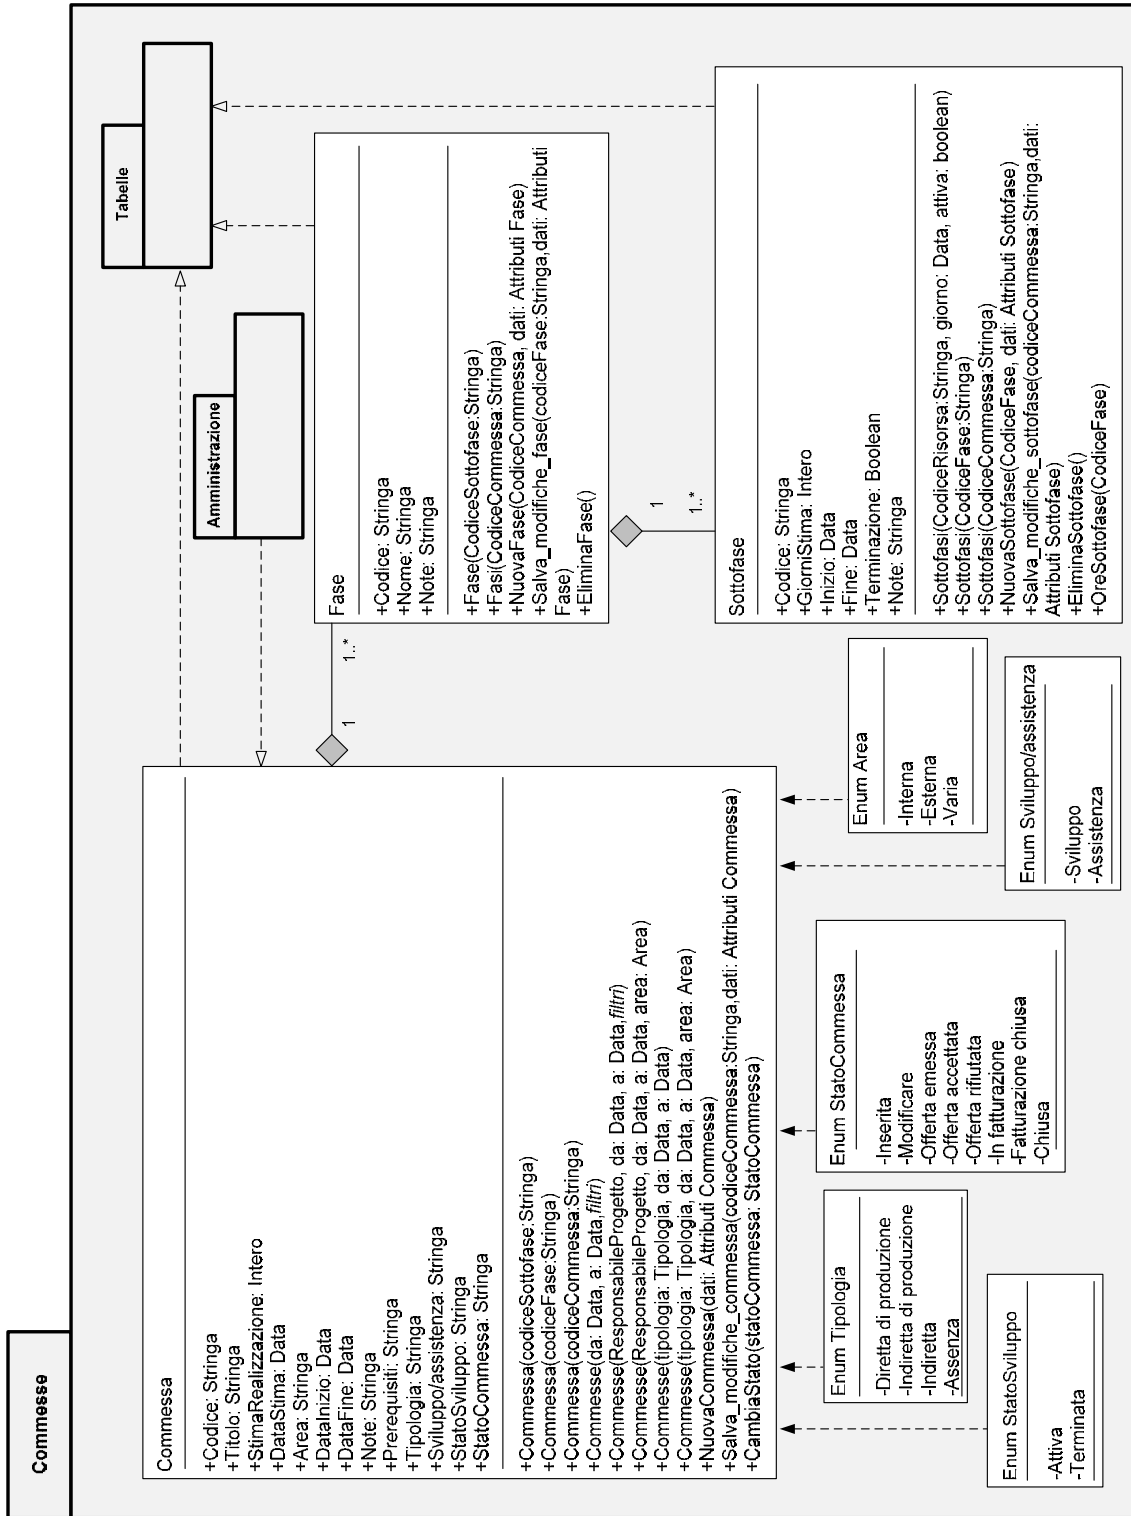 Commesse
Tabelle
Amministrazione
Commessa
+Codice: Stringa
+Titolo: Stringa
+StimaRealizzazione: Intero
+DataStima: Data
+Area: Stringa
+DataInizio: Data
+DataFine: Data
+Note: Stringa
+Prerequisiti: Stringa
+Tipologia: Stringa
+Sviluppo/assistenza: Stringa
+StatoSviluppo: Stringa
+StatoCommessa: Stringa
+Commessa(codiceSottofase:Stringa)
+Commessa(codiceFase:Stringa)
+Commessa(codiceCommessa:Stringa)
+Commesse(da: Data, a: Data,filtri)
+Commesse(ResponsabileProgetto, da: Data, a: Data,filtri)
+Commesse(ResponsabileProgetto, da: Data, a: Data, area: Area)
+Commesse(tipologia: Tipologia, da: Data, a: Data)
+Commesse(tipologia: Tipologia, da: Data, a: Data, area: Area)
+NuovaCommessa(dati: Attributi Commessa)
+Salva_modifiche_commessa(codiceCommessa:Stringa,dati: Attributi Commessa)
+CambiaStato(statoCommessa: StatoCommessa)
1
1..*
Fase
+Codice: Stringa
+Nome: Stringa
+Note: Stringa
+Fase(CodiceSottofase:Stringa)
+Fasi(CodiceCommessa:Stringa)
+NuovaFase(CodiceCommessa, dati: Attributi Fase)
+Salva_modifiche_fase(codiceFase:Stringa,dati: Attributi
Fase)
+EliminaFase()
1
1..*
Sottofase
+Codice: Stringa
+GiorniStima: Intero
+Inizio: Data
+Fine: Data
+Terminazione: Boolean
+Note: Stringa
+Sottofasi(CodiceRisorsa:Stringa, giorno: Data, attiva: boolean)
+Sottofasi(CodiceFase:Stringa)
+Sottofasi(CodiceCommessa:Stringa)
+NuovaSottofase(CodiceFase, dati: Attributi Sottofase)
+Salva_modifiche_sottofase(codiceCommessa:Stringa,dati:
Attributi Sottofase)
+EliminaSottofase()
+OreSottofase(CodiceFase)
Enum StatoSviluppo
-Attiva
-Terminata
Enum Tipologia
-Diretta di produzione
-Indiretta di produzione
-Indiretta
-Assenza
Enum StatoCommessa
-Inserita
-Modificare
-Offerta emessa
-Offerta accettata
-Offerta rifiutata
-In fatturazione
-Fatturazione chiusa
-Chiusa
Enum Area
-Interna
-Esterna
-Varia
Enum Sviluppo/assistenza
-Sviluppo
-Assistenza